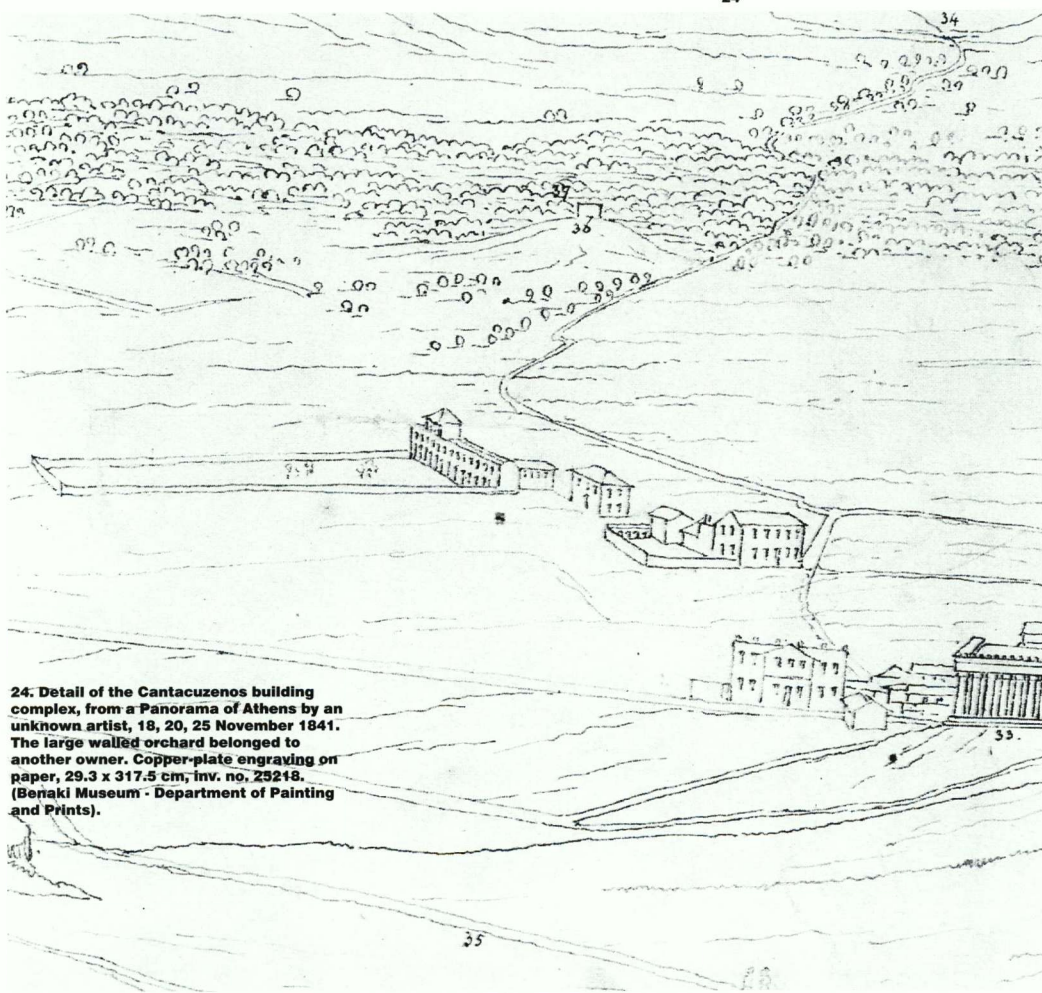 34
37
36
24. Detail of the Cantacuzenos building
complex, from a Panorama of Athens by an
unknown artist, 18, 20, 25 November 1841.
The large walled orchard belonged to
another owner. Copper-plate engraving on
paper, 29.3 x 317.5 cm, inv. no. 25218.
(Benaki Museum - Department of Painting
and Prints).
33.
35